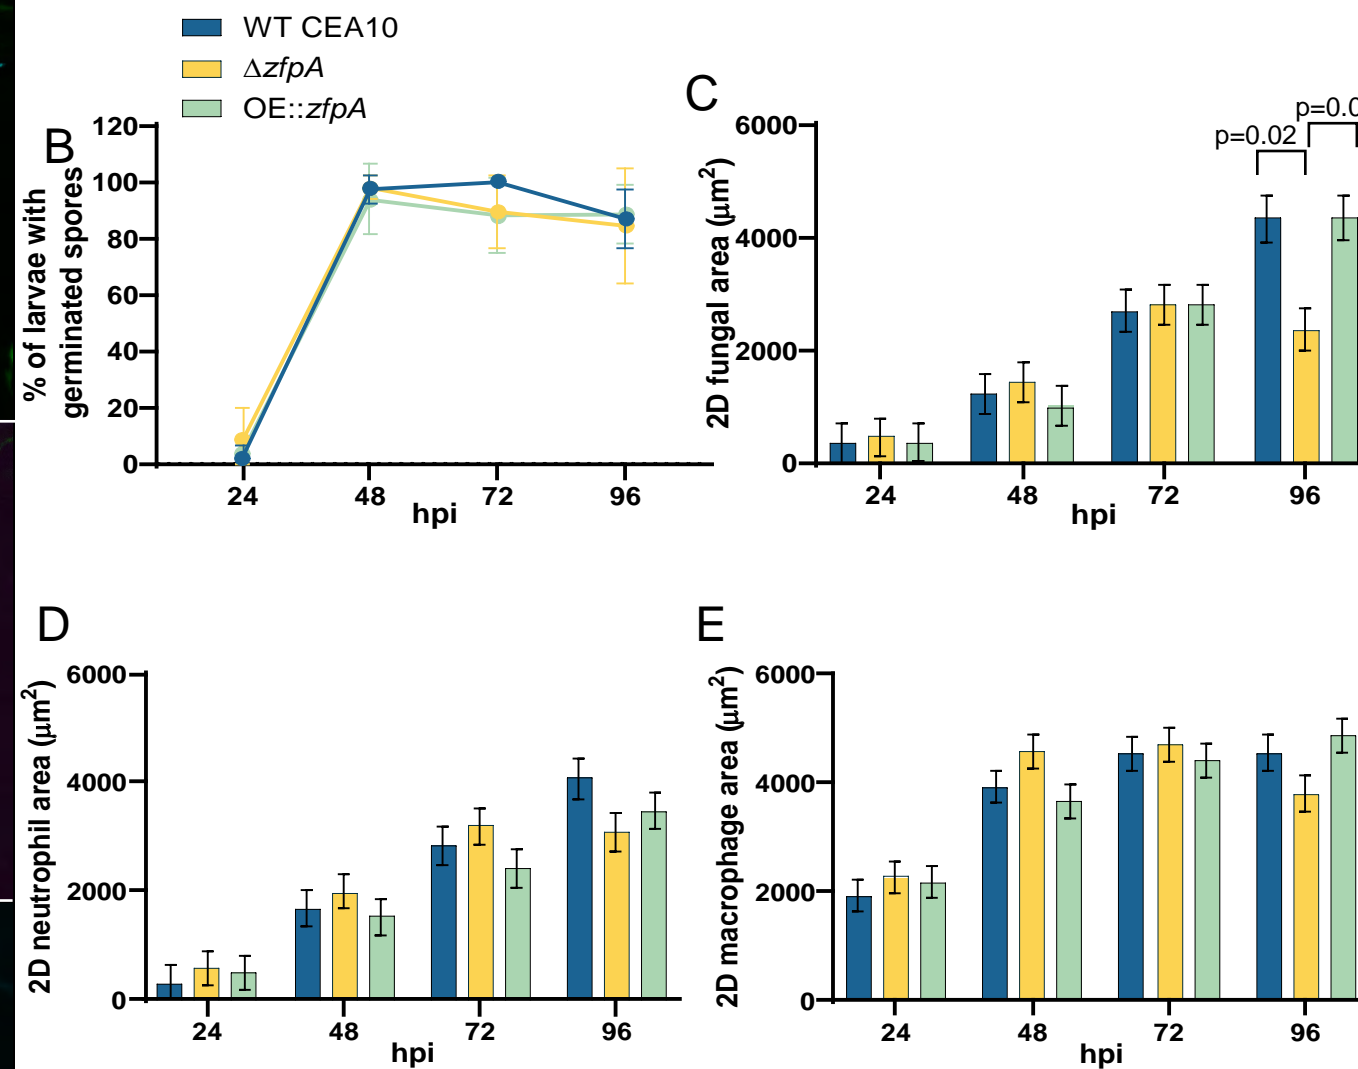 WT CEA10
ΔzfpA
OE::zfpA
B
% of larvae with
germinated spores
120
100
80
60
40
20
0
24 48 72 96
hpi
C
2D fungal area (μm²)
6000
4000
2000
0
p=0.02
p=0.0
24 48 72 96
hpi
D
2D neutrophil area (μm²)
6000
4000
2000
0
24 48 72 96
hpi
E
2D macrophage area (μm²)
6000
4000
2000
0
24 48 72 96
hpi